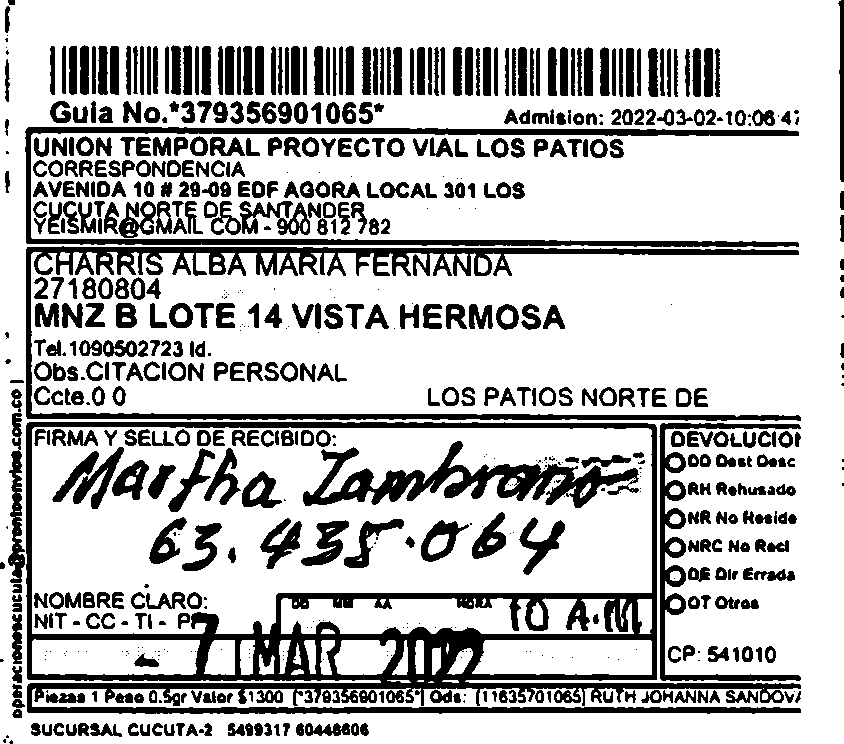 Guia No.*379356901065*
Admision: 2022-03-02-10:06 47
UNION TEMPORAL PROYECTO VIAL LOS PATIOS
CORRESPONDENCIA
AVENIDA 10 # 29-09 EDF AGORA LOCAL 301 LOS
CUCUTA NORTE DE SANTANDER
YEISMIR@GMAIL COM - 900 812 782
CHARRIS ALBA MARIA FERNANDA
27180804
MNZ B LOTE 14 VISTA HERMOSA
Tel.1090502723 Id.
Obs.CITACION PERSONAL
Ccte.0 0
LOS PATIOS NORTE DE
FIRMA Y SELLO DE RECIBIDO:
Martha Zambrano
63.435.064
NOMBRE CLARO:
NIT - CC - TI - P
DD MM AA HORA
10 A.M
- 7 MAR 2022
DEVOLUCION
DD Dest Desc
RH Rehusado
NR No Reside
NRC No Recl
DE Dir Errada
OT Otros
CP: 541010
Piezas 1 Peso 0.5gr Valor $1300 [*379356901065*] Ods: [11635701065] RUTH JOHANNA SANDOVA
SUCURSAL CUCUTA-2 5499317 60448606
operacionescucuta@prontoenvios.com.co